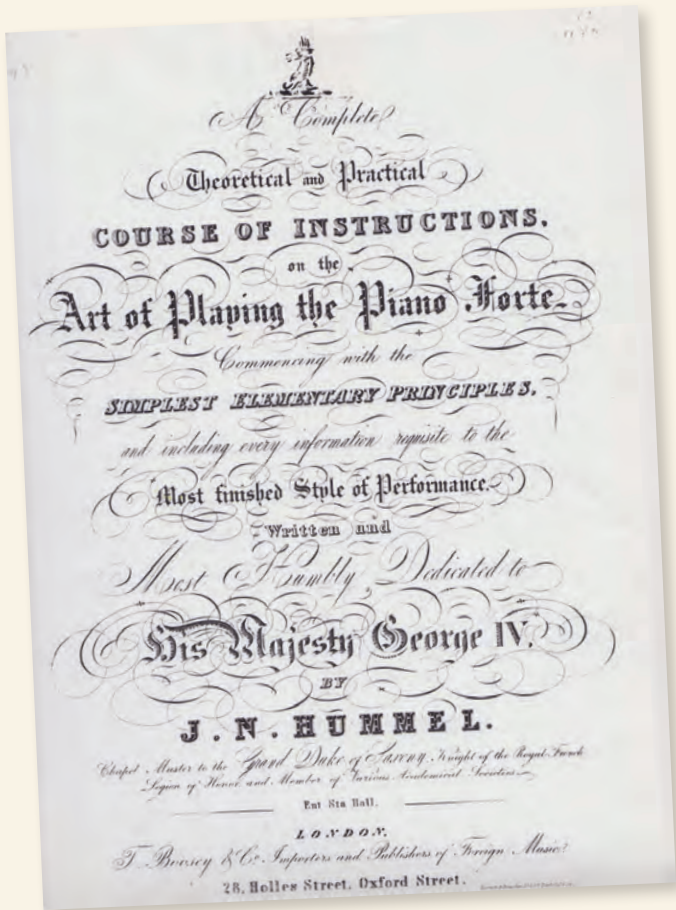 A Complete
Theoretical and Practical
COURSE OF INSTRUCTIONS.
on the
Art of Playing the Piano Forte.
Commencing with the
SIMPLEST ELEMENTARY PRINCIPLES,
and including every information requisite to the
Most finished Style of Performance.
Written and
Most Humbly Dedicated to
His Majesty George IV.
BY
J. N. HUMMEL.
Chapel Master to the Grand Duke of Saxony, Knight of the Royal French
Legion of Honor and Member of Various Academical Societies
Ent Sta Hall.
LONDON,
T. Boosey & Co. Importers and Publishers of Foreign Music
28, Holles Street, Oxford Street.